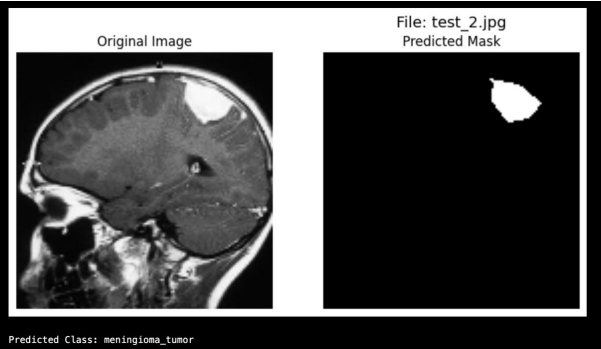 File: test_2.jpg
Original Image
Predicted Mask
Predicted Class: meningioma_tumor